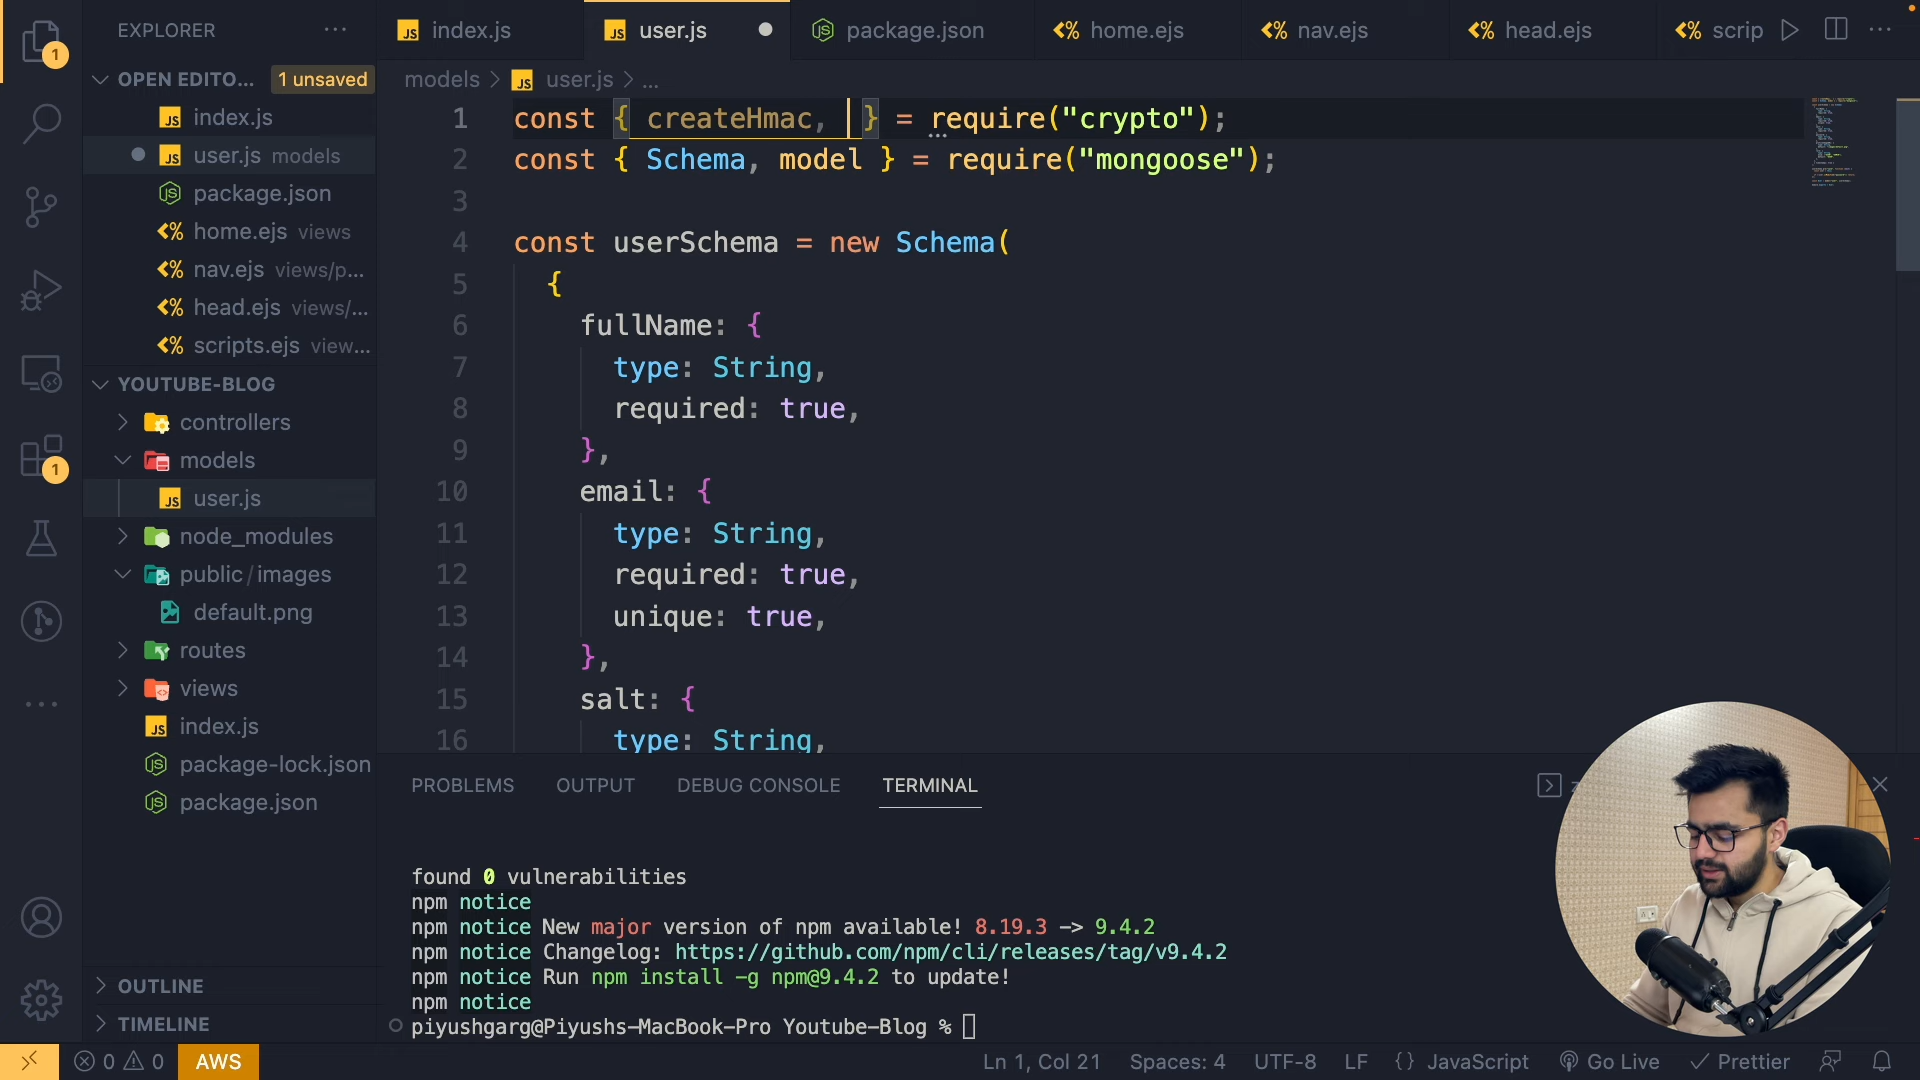 EXPLORER
index.js
user.js
package.json
home.ejs
nav.ejs
head.ejs
scrip
OPEN EDITO... 1 unsaved
index.js
user.js models
package.json
home.ejs views
nav.ejs views/p...
head.ejs views/...
scripts.ejs view...
YOUTUBE-BLOG
controllers
models
user.js
node_modules
public/images
default.png
routes
views
index.js
package-lock.json
package.json
OUTLINE
TIMELINE
1
1
models > user.js > ...
1 const { createHmac, } = require("crypto");
2 const { Schema, model } = require("mongoose");
3
4 const userSchema = new Schema(
5 {
6 fullName: {
7 type: String,
8 required: true,
9 },
10 email: {
11 type: String,
12 required: true,
13 unique: true,
14 },
15 salt: {
16 type: String,
PROBLEMS OUTPUT DEBUG CONSOLE TERMINAL
found 0 vulnerabilities
npm notice
npm notice New major version of npm available! 8.19.3 -> 9.4.2
npm notice Changelog: https://github.com/npm/cli/releases/tag/v9.4.2
npm notice Run npm install -g npm@9.4.2 to update!
npm notice
piyushgarg@Piyushs-MacBook-Pro Youtube-Blog %
0 0 AWS Ln 1, Col 21 Spaces: 4 UTF-8 LF {} JavaScript Go Live Prettier